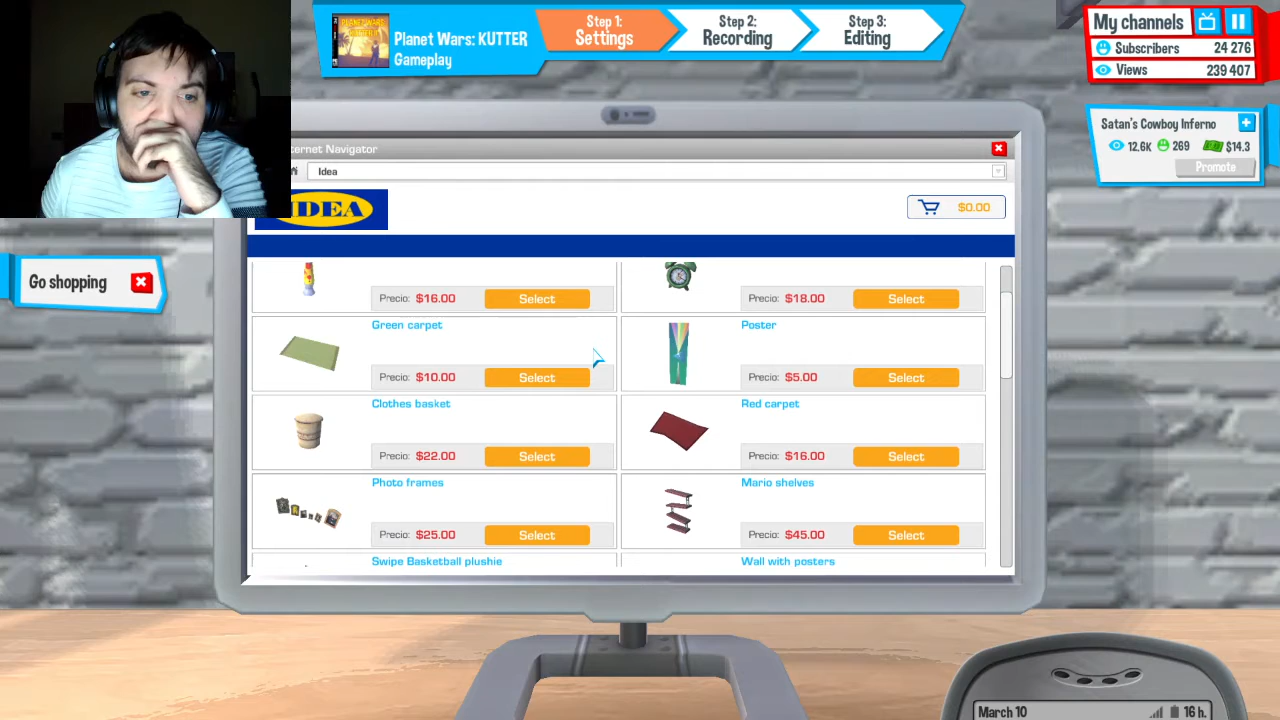 PLANET WARS
Planet Wars: KUTTER
Gameplay
Step 1:
Settings
Step 2:
Recording
Step 3:
Editing
My channels
Subscribers 24 276
Views 239 407
Satan's Cowboy Inferno
12.6K 269 $14.3
Promote
ternet Navigator
Idea
IDEA
$0.00
Go shopping
Precio: $16.00 Select
Precio: $18.00 Select
Green carpet
Precio: $10.00 Select
Poster
Precio: $5.00 Select
Clothes basket
Precio: $22.00 Select
Red carpet
Precio: $16.00 Select
Photo frames
Precio: $25.00 Select
Mario shelves
Precio: $45.00 Select
Swipe Basketball plushie
Wall with posters
March 10 16 h.